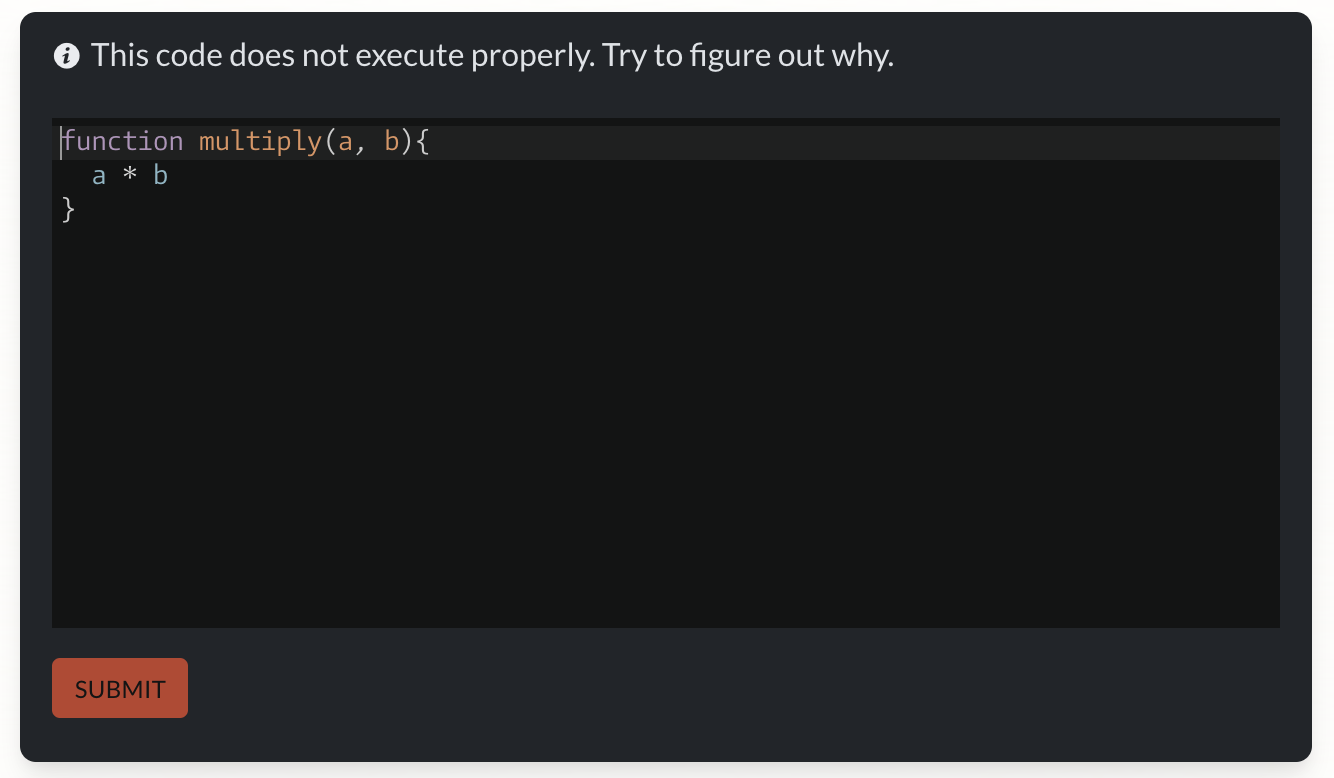 This code does not execute properly. Try to figure out why.
function multiply(a, b){
  a * b
}
SUBMIT